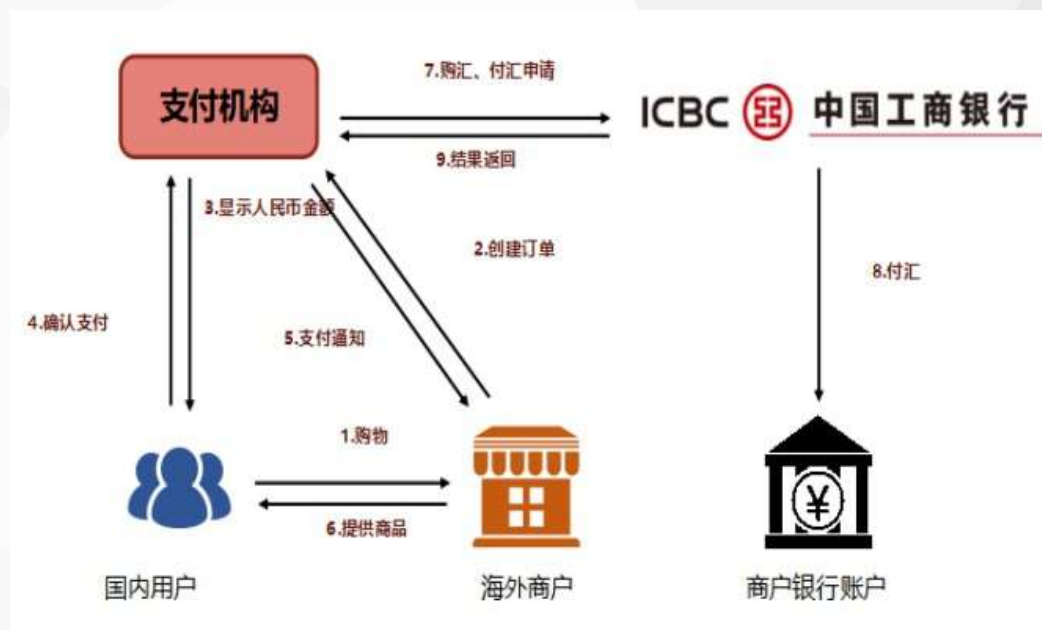 7.购汇、付汇申请
支付机构
ICBC 中国工商银行
9.结果返回
3.显示人民币金额
2.创建订单
8.付汇
4.确认支付
5.支付通知
1.购物
¥
6.提供商品
国内用户
海外商户
商户银行账户